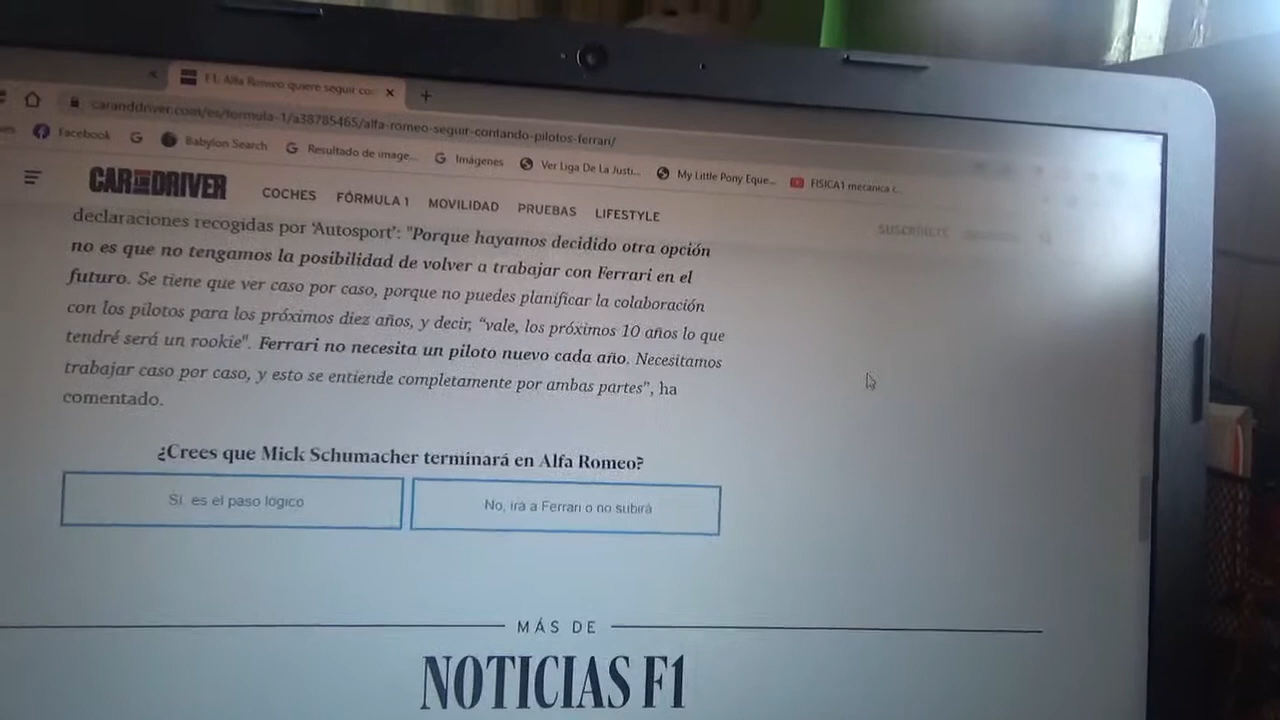 F1: Alfa Romeo quiere seguir co
caranddriver.com/es/formula-1/a38785465/alfa-romeo-seguir-contando-pilotos-ferrari/
Facebook
Babylon Search
Resultado de image...
Imágenes
Ver Liga De La Justi...
My Little Pony Eque...
FISICA1 mecanica c...
CAR AND DRIVER
COCHES FÓRMULA 1 MOVILIDAD PRUEBAS LIFESTYLE
SUSCRÍBETE
declaraciones recogidas por ‘Autosport’: "Porque hayamos decidido otra opción
no es que no tengamos la posibilidad de volver a trabajar con Ferrari en el
futuro. Se tiene que ver caso por caso, porque no puedes planificar la colaboración
con los pilotos para los próximos diez años, y decir, “vale, los próximos 10 años lo que
tendré será un rookie". Ferrari no necesita un piloto nuevo cada año. Necesitamos
trabajar caso por caso, y esto se entiende completamente por ambas partes”, ha
comentado.
¿Crees que Mick Schumacher terminará en Alfa Romeo?
Sí, es el paso lógico
No, irá a Ferrari o no subirá
MÁS DE
NOTICIAS F1